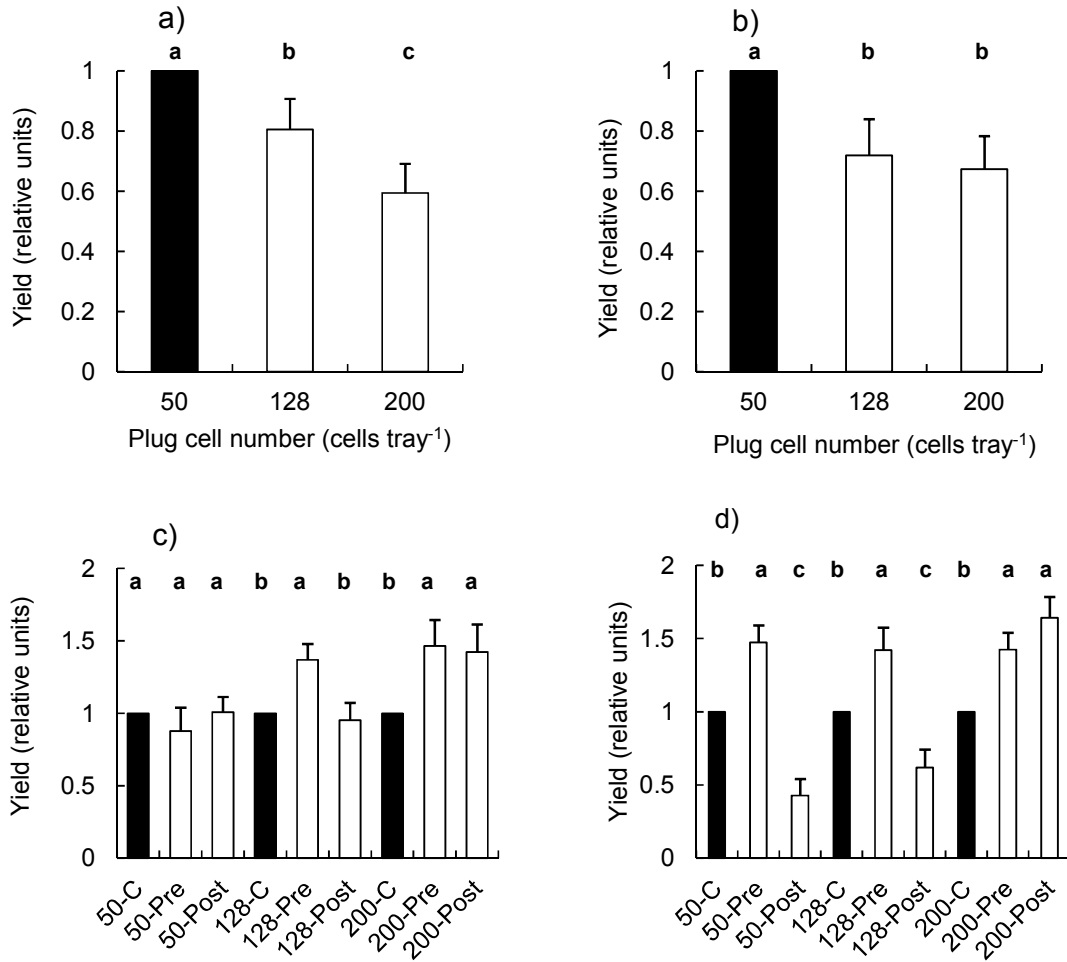 a)
a b c
Yield (relative units)
1
0.8
0.6
0.4
0.2
0
50 128 200
Plug cell number (cells tray⁻¹)
b)
a b b
Yield (relative units)
1
0.8
0.6
0.4
0.2
0
50 128 200
Plug cell number (cells tray⁻¹)
c)
a a a b a b b a a
Yield (relative units)
2
1.5
1
0.5
0
50-C
50-Pre
50-Post
128-C
128-Pre
128-Post
200-C
200-Pre
200-Post
d)
b a c b a c b a a
Yield (relative units)
2
1.5
1
0.5
0
50-C
50-Pre
50-Post
128-C
128-Pre
128-Post
200-C
200-Pre
200-Post